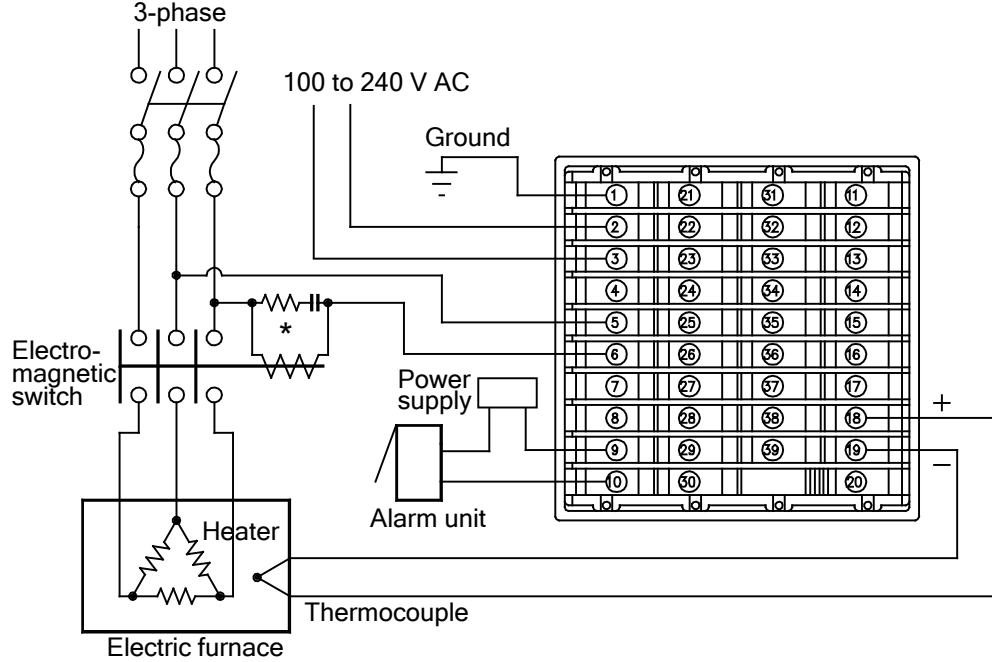 3-phase
100 to 240 V AC
Ground
1 21 31 11
2 22 32 12
3 23 33 13
4 24 34 14
5 25 35 15
*
6 26 36 16
Electro-
magnetic
switch
Power
supply
7 27 37 17
8 28 38 18 +
9 29 39 19 −
10 30 20
Alarm unit
Heater
Thermocouple
Electric furnace